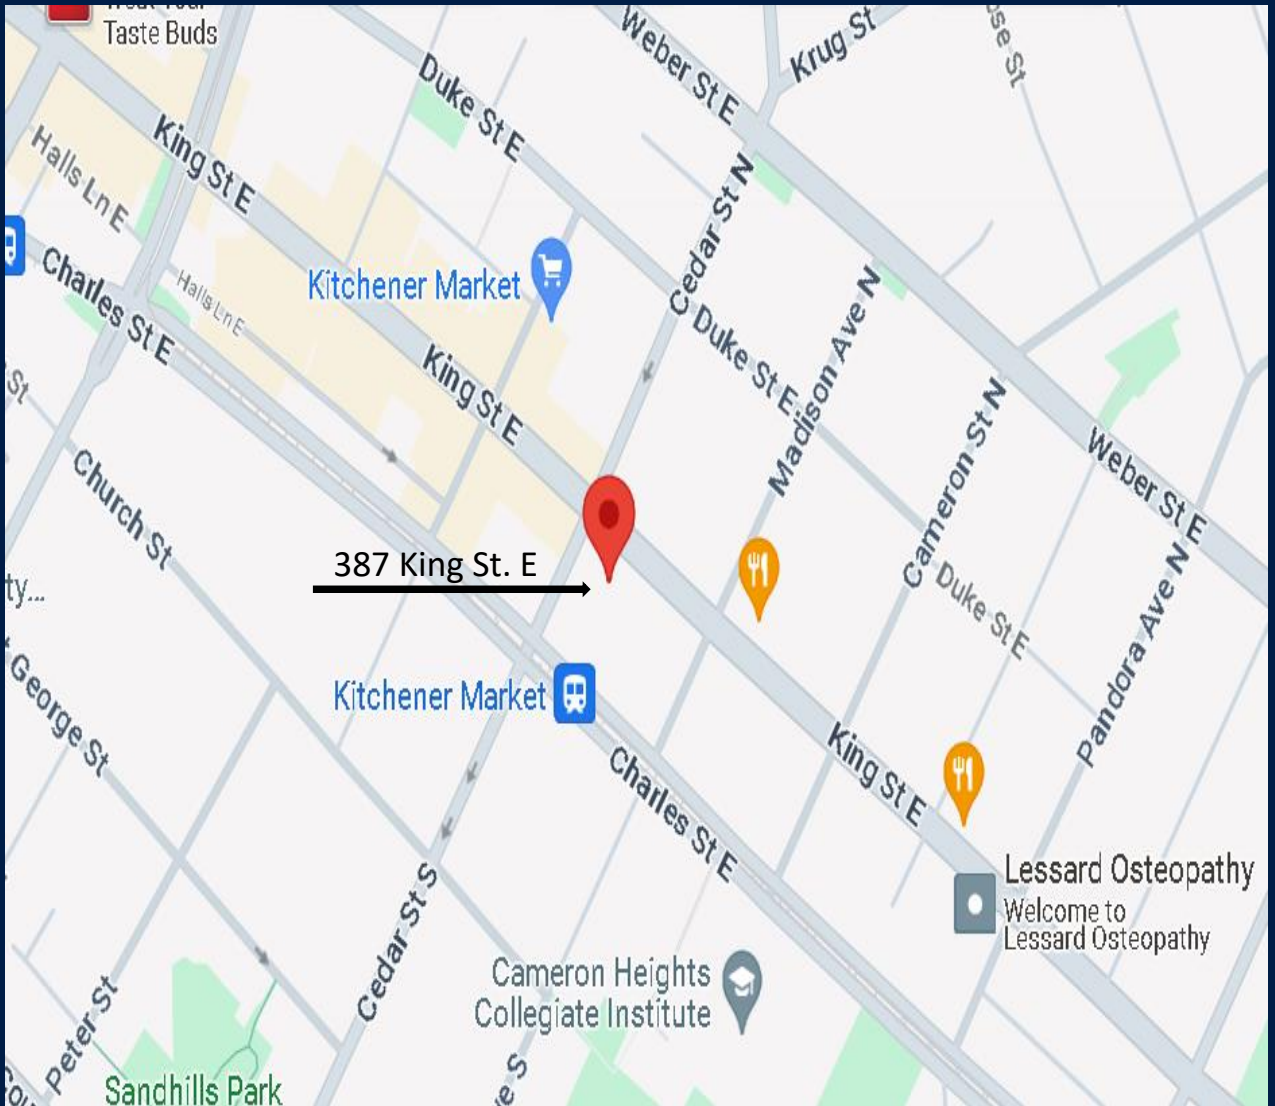 Taste Buds
Weber St E
Krug St
Duke St E
King St E
Halls Ln E
Cedar St N
Charles St E
Halls Ln E
Kitchener Market
Madison Ave N
Duke St E
King St E
Cameron St N
Weber St E
St
Church St
387 King St. E
ty...
Duke St E
Pandora Ave N
George St
Kitchener Market
King St E
Charles St E
Lessard Osteopathy
Welcome to
Lessard Osteopathy
Cedar St S
Cameron Heights
Collegiate Institute
Peter St
Sandhills Park